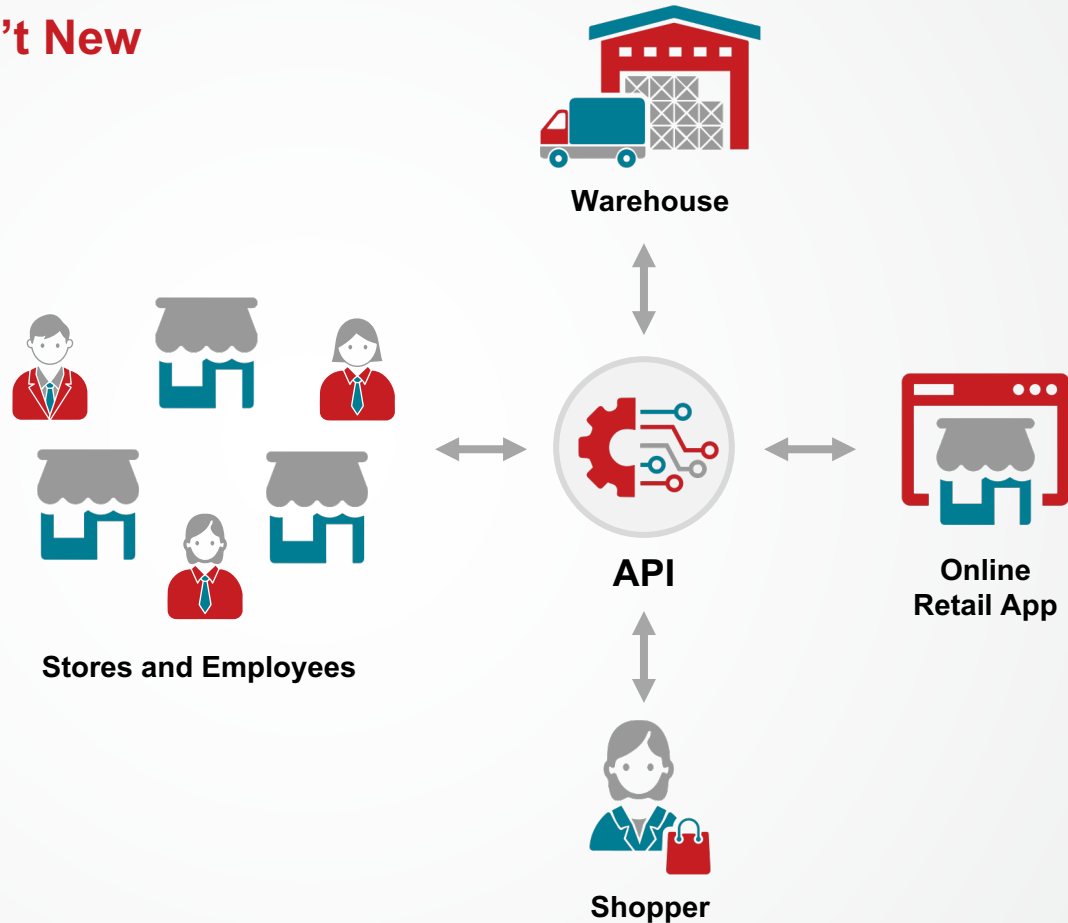 ’t New
Warehouse
API
Online
Retail App
Stores and Employees
Shopper